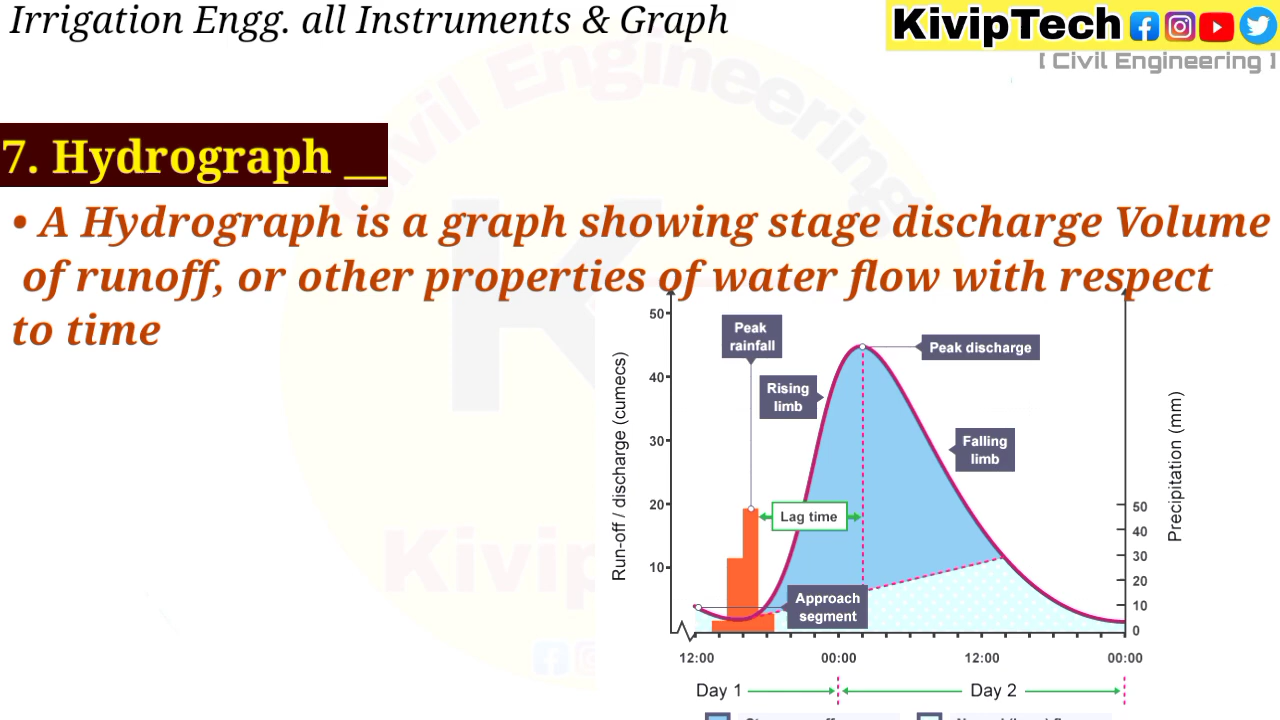 Irrigation Engg. all Instruments & Graph
KivipTech
[ Civil Engineering ]
Civil Engineering
7. Hydrograph __
• A Hydrograph is a graph showing stage discharge Volume
of runoff, or other properties of water flow with respect
to time
K
Kivip
Run-off / discharge (cumecs)
50
40
30
20
10
Peak
rainfall
Rising
limb
Peak discharge
Falling
limb
Lag time
Approach
segment
Precipitation (mm)
50
40
30
20
10
0
12:00
00:00
12:00
00:00
Day 1
Day 2